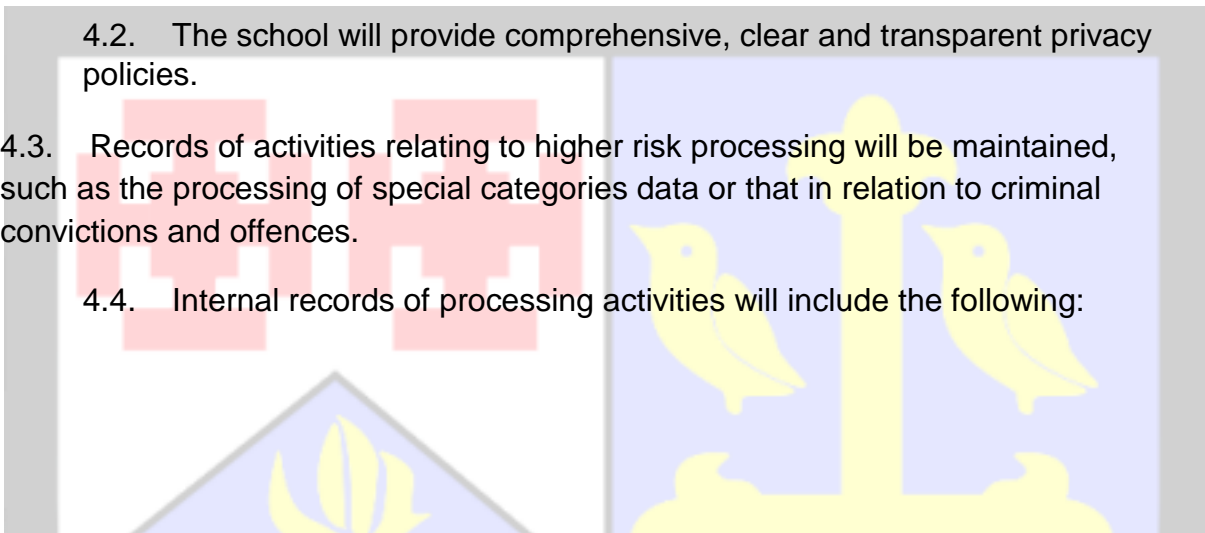 4.2. The school will provide comprehensive, clear and transparent privacy
policies.
4.3. Records of activities relating to higher risk processing will be maintained,
such as the processing of special categories data or that in relation to criminal
convictions and offences.
4.4. Internal records of processing activities will include the following: